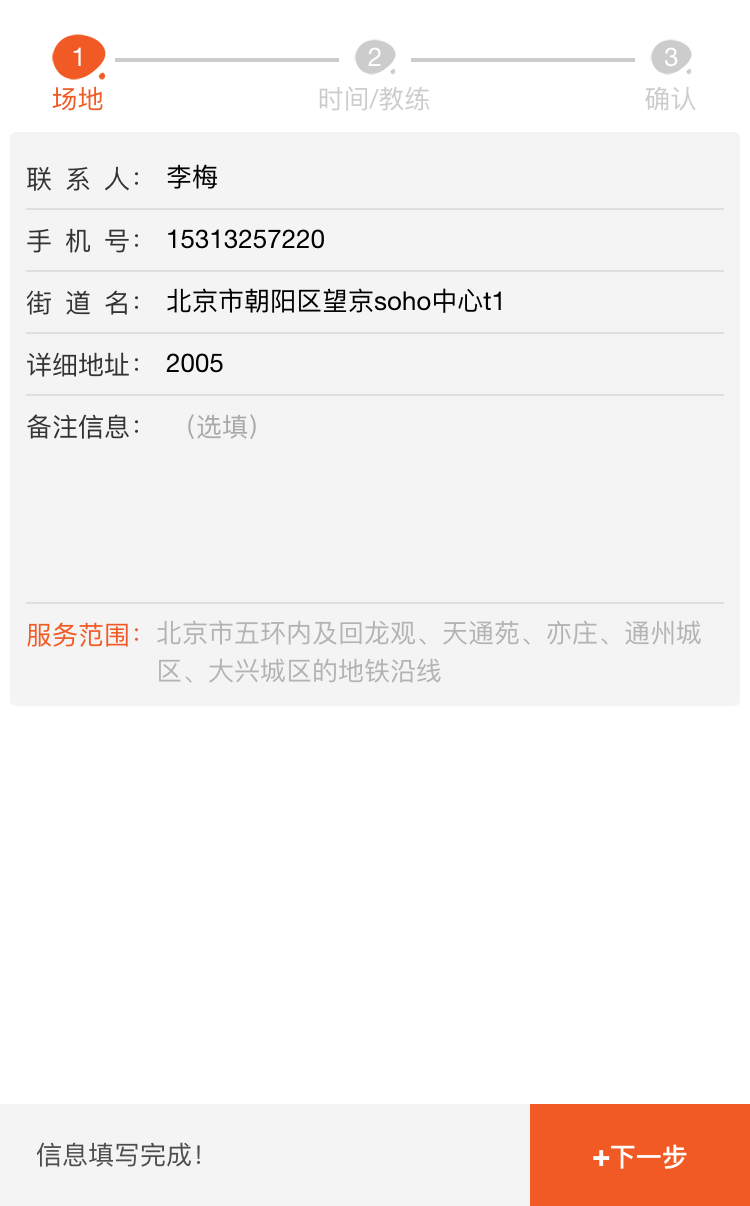 1
2
3
场地
时间/教练
确认
联 系 人: 李梅
手 机 号: 15313257220
街 道 名: 北京市朝阳区望京soho中心t1
详细地址: 2005
备注信息: （选填）
服务范围: 北京市五环内及回龙观、天通苑、亦庄、通州城
区、大兴城区的地铁沿线
信息填写完成!
+下一步